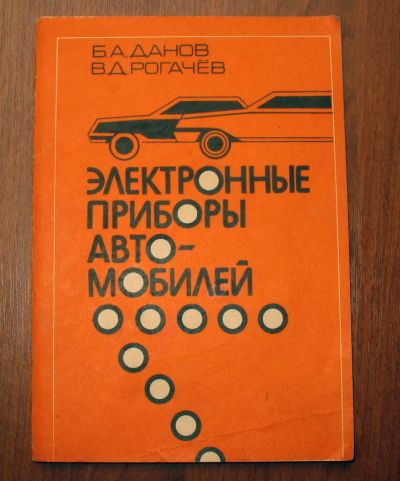 Б.А.ДАНОВ
В.Д.РОГАЧЁВ
ЭЛЕКТРОННЫЕ
ПРИБОРЫ
АВТО-
МОБИЛЕЙ